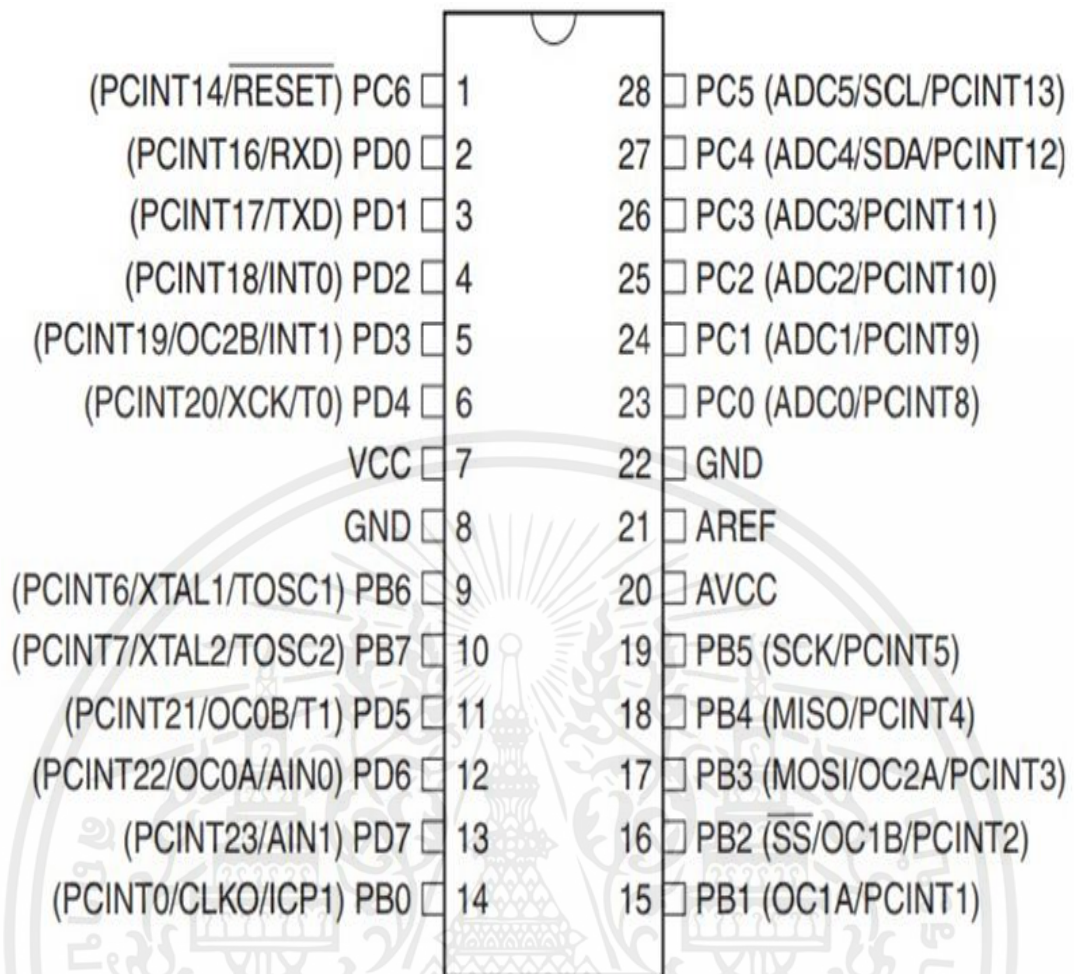 (PCINT14/RESET) PC6 1 28 PC5 (ADC5/SCL/PCINT13)
(PCINT16/RXD) PD0 2 27 PC4 (ADC4/SDA/PCINT12)
(PCINT17/TXD) PD1 3 26 PC3 (ADC3/PCINT11)
(PCINT18/INT0) PD2 4 25 PC2 (ADC2/PCINT10)
(PCINT19/OC2B/INT1) PD3 5 24 PC1 (ADC1/PCINT9)
(PCINT20/XCK/T0) PD4 6 23 PC0 (ADC0/PCINT8)
VCC 7 22 GND
GND 8 21 AREF
(PCINT6/XTAL1/TOSC1) PB6 9 20 AVCC
(PCINT7/XTAL2/TOSC2) PB7 10 19 PB5 (SCK/PCINT5)
(PCINT21/OC0B/T1) PD5 11 18 PB4 (MISO/PCINT4)
(PCINT22/OC0A/AIN0) PD6 12 17 PB3 (MOSI/OC2A/PCINT3)
(PCINT23/AIN1) PD7 13 16 PB2 (SS/OC1B/PCINT2)
(PCINT0/CLKO/ICP1) PB0 14 15 PB1 (OC1A/PCINT1)